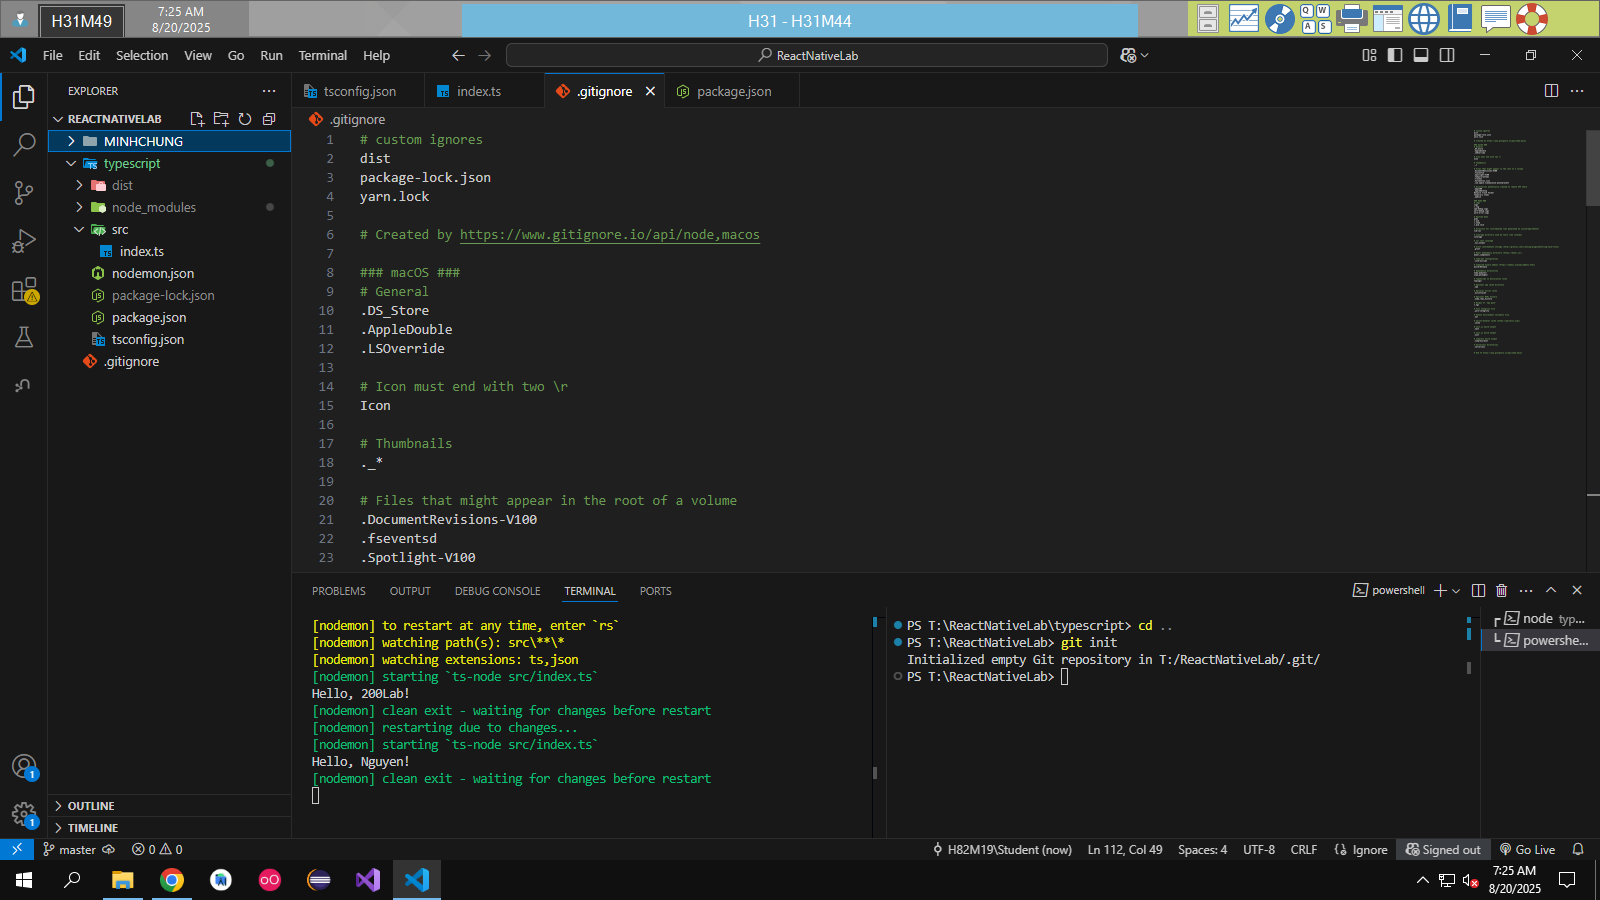 H31M49
7:25 AM
8/20/2025
H31 - H31M44
Q W
A S
File Edit Selection View Go Run Terminal Help
ReactNativeLab
EXPLORER
tsconfig.json
index.ts
.gitignore
package.json
REACTNATIVELAB
MINHCHUNG
typescript
dist
node_modules
src
index.ts
nodemon.json
package-lock.json
package.json
tsconfig.json
.gitignore
OUTLINE
TIMELINE
.gitignore
1 # custom ignores
2 dist
3 package-lock.json
4 yarn.lock
5
6 # Created by https://www.gitignore.io/api/node,macos
7
8 ### macOS ###
9 # General
10 .DS_Store
11 .AppleDouble
12 .LSOverride
13
14 # Icon must end with two \r
15 Icon
16
17 # Thumbnails
18 ._*
19
20 # Files that might appear in the root of a volume
21 .DocumentRevisions-V100
22 .fseventsd
23 .Spotlight-V100
PROBLEMS OUTPUT DEBUG CONSOLE TERMINAL PORTS
powershell
[nodemon] to restart at any time, enter `rs`
[nodemon] watching path(s): src\**\*
[nodemon] watching extensions: ts,json
[nodemon] starting `ts-node src/index.ts`
Hello, 200Lab!
[nodemon] clean exit - waiting for changes before restart
[nodemon] restarting due to changes...
[nodemon] starting `ts-node src/index.ts`
Hello, Nguyen!
[nodemon] clean exit - waiting for changes before restart
PS T:\ReactNativeLab\typescript> cd ..
PS T:\ReactNativeLab> git init
Initialized empty Git repository in T:/ReactNativeLab/.git/
PS T:\ReactNativeLab>
node typ...
powershe...
master
0 0
H82M19\Student (now)
Ln 112, Col 49
Spaces: 4
UTF-8
CRLF
Ignore
Signed out
Go Live
7:25 AM
8/20/2025